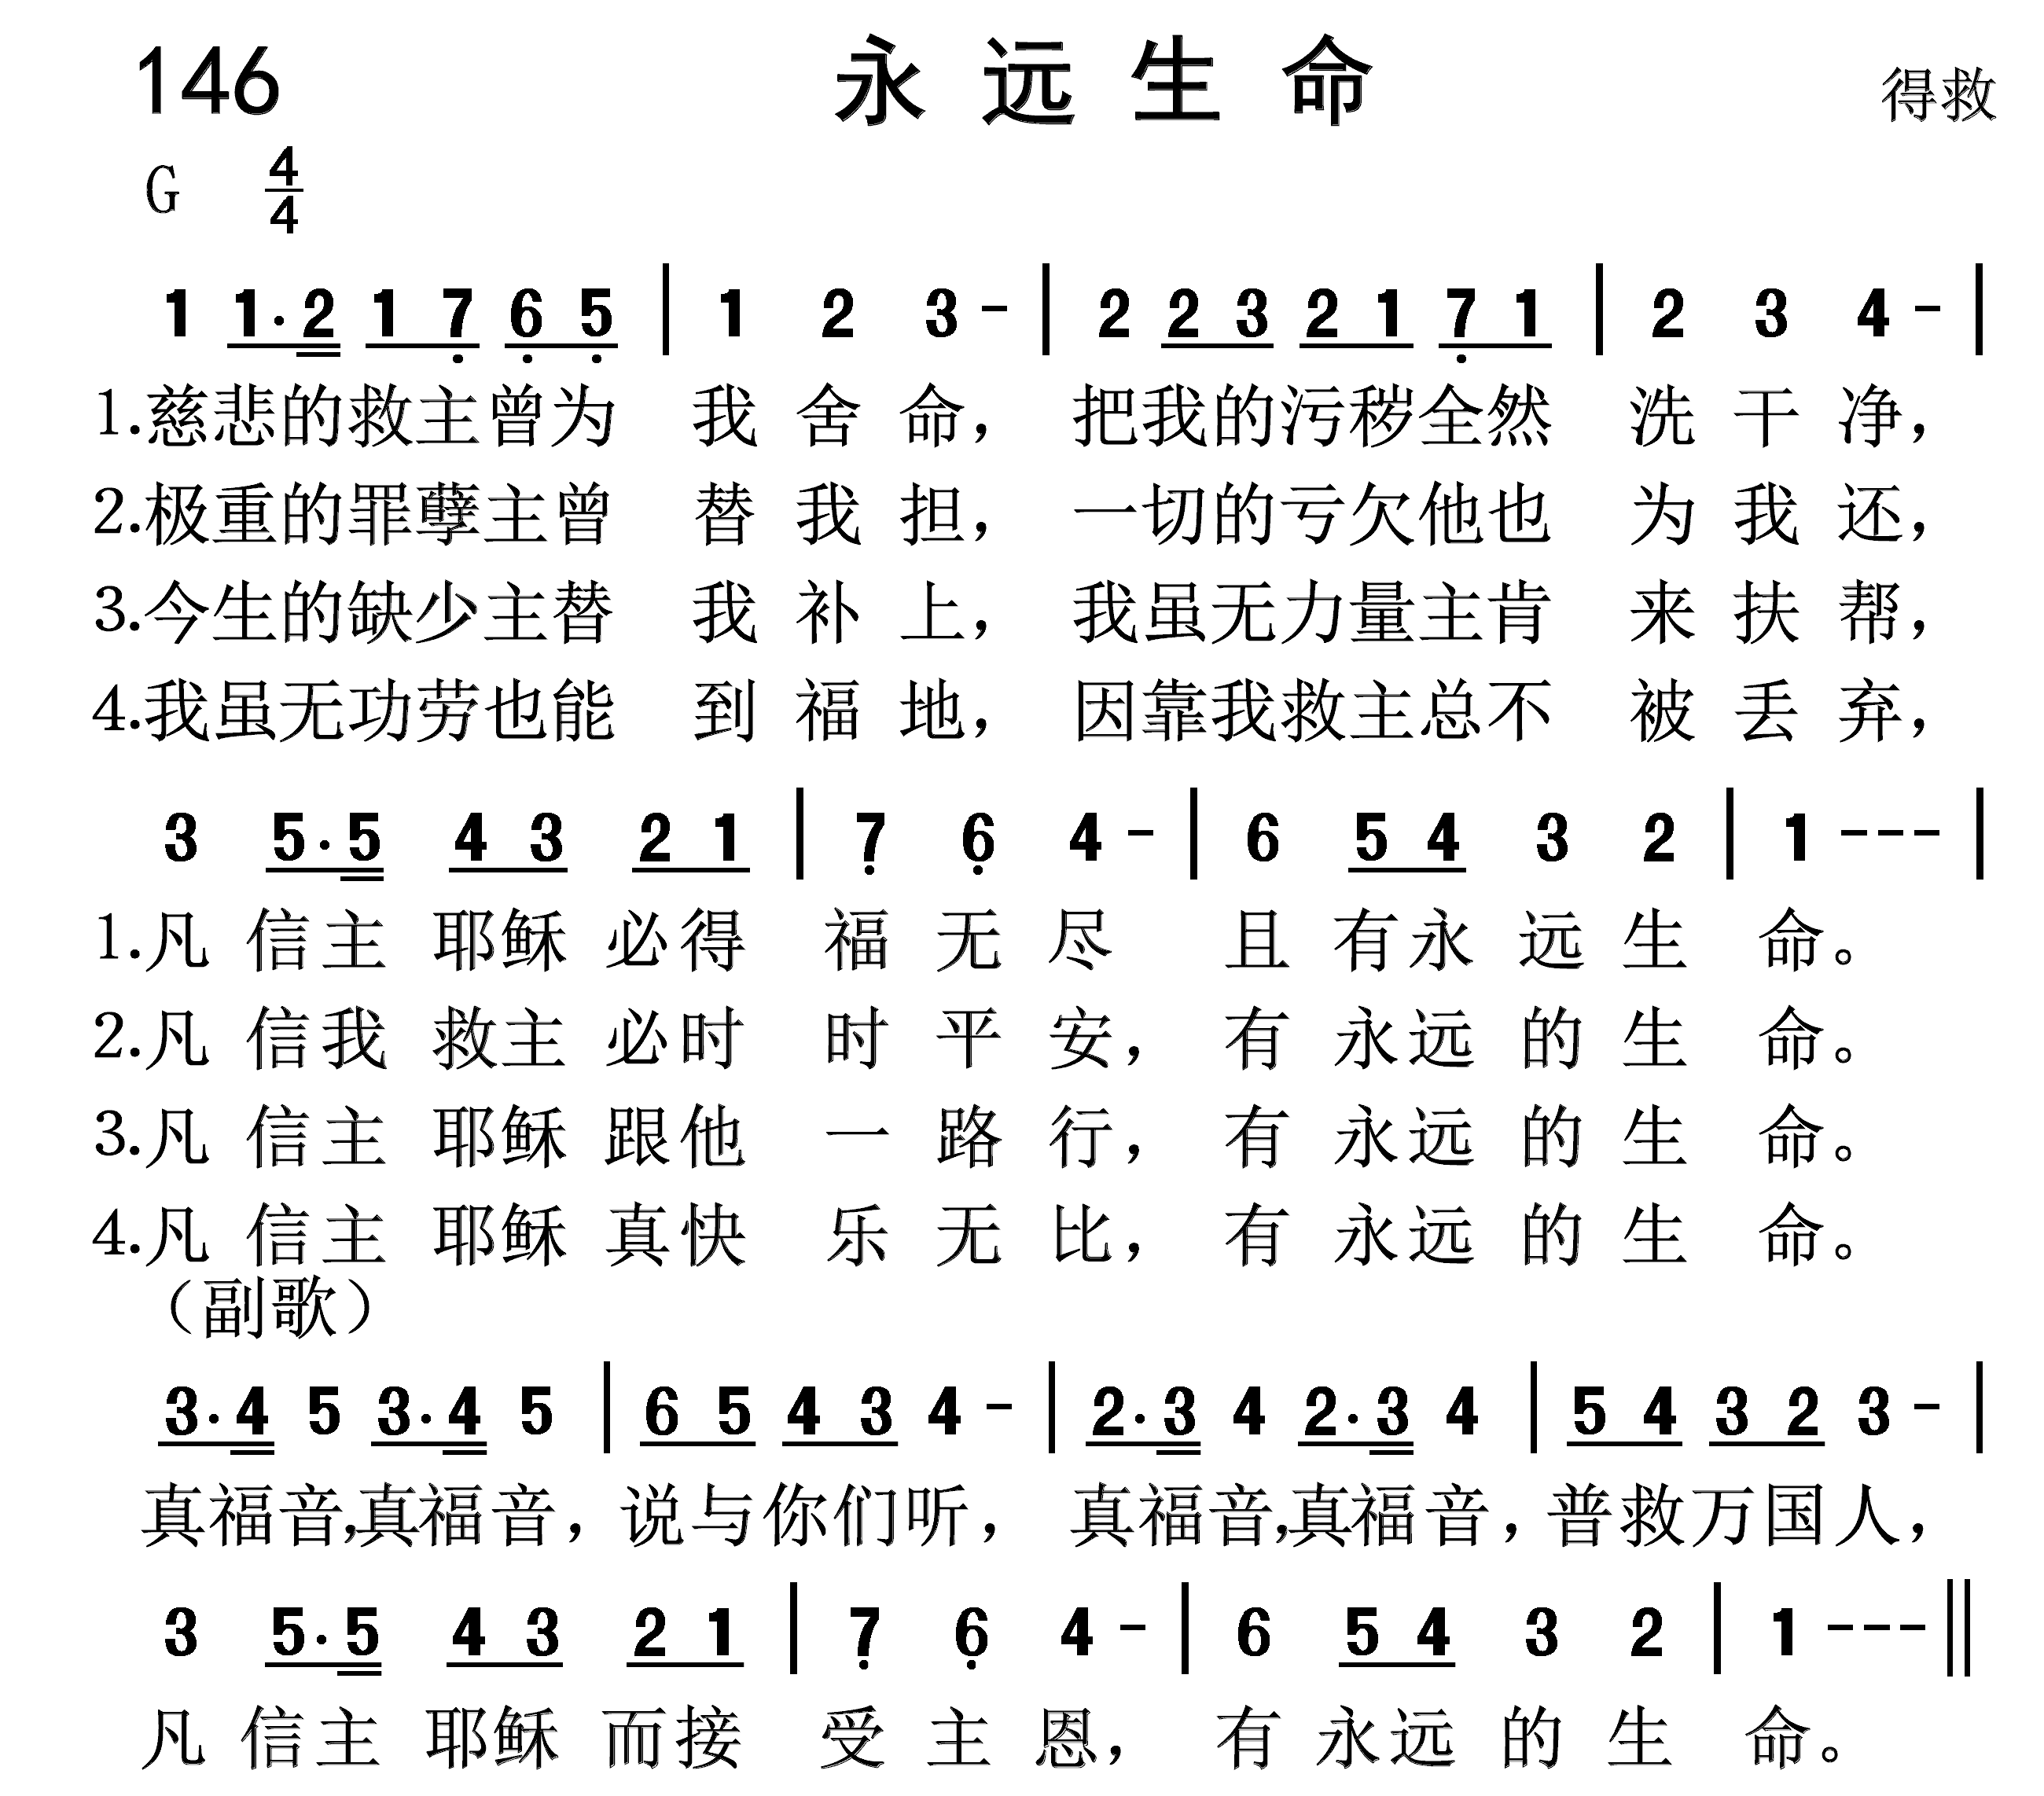 146 永远生命 得救
G 4/4
1 1·2 1 7̣ 6̣ 5̣ | 1 2 3 - | 2 2 3 2 1 7̣ 1 | 2 3 4 - |
1.慈悲的救主曾为 我 舍 命， 把我的污秽全然 洗 干 净，
2.极重的罪孽主曾 替 我 担， 一切的亏欠他也 为 我 还，
3.今生的缺少主替 我 补 上， 我虽无力量主肯 来 扶 帮，
4.我虽无功劳也能 到 福 地， 因靠我救主总不 被 丢 弃，
3 5·5 4 3 2 1 | 7̣ 6̣ 4 - | 6 5 4 3 2 | 1 - - - |
1.凡 信主 耶稣 必得 福 无 尽 且 有永 远 生 命。
2.凡 信我 救主 必时 时 平 安， 有 永远 的 生 命。
3.凡 信主 耶稣 跟他 一 路 行， 有 永远 的 生 命。
4.凡 信主 耶稣 真快 乐 无 比， 有 永远 的 生 命。
（副歌）
3·4 5 3·4 5 | 6 5 4 3 4 - | 2·3 4 2·3 4 | 5 4 3 2 3 - |
真福音,真福音，说与你们听， 真福音,真福音，普救万国人，
3 5·5 4 3 2 1 | 7̣ 6̣ 4 - | 6 5 4 3 2 | 1 - - - ‖
凡 信主 耶稣 而接 受 主 恩， 有 永远 的 生 命。